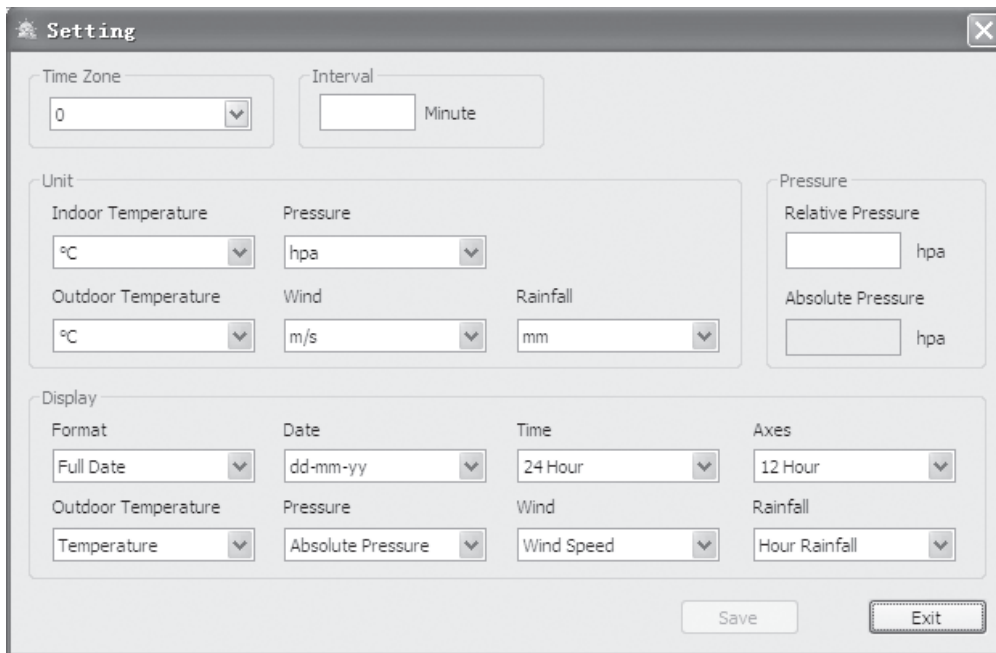 Setting
Time Zone
0
Interval
Minute
Unit
Indoor Temperature
ºC
Pressure
hpa
Outdoor Temperature
ºC
Wind
m/s
Rainfall
mm
Pressure
Relative Pressure
hpa
Absolute Pressure
hpa
Display
Format
Full Date
Date
dd-mm-yy
Time
24 Hour
Axes
12 Hour
Outdoor Temperature
Temperature
Pressure
Absolute Pressure
Wind
Wind Speed
Rainfall
Hour Rainfall
Save
Exit